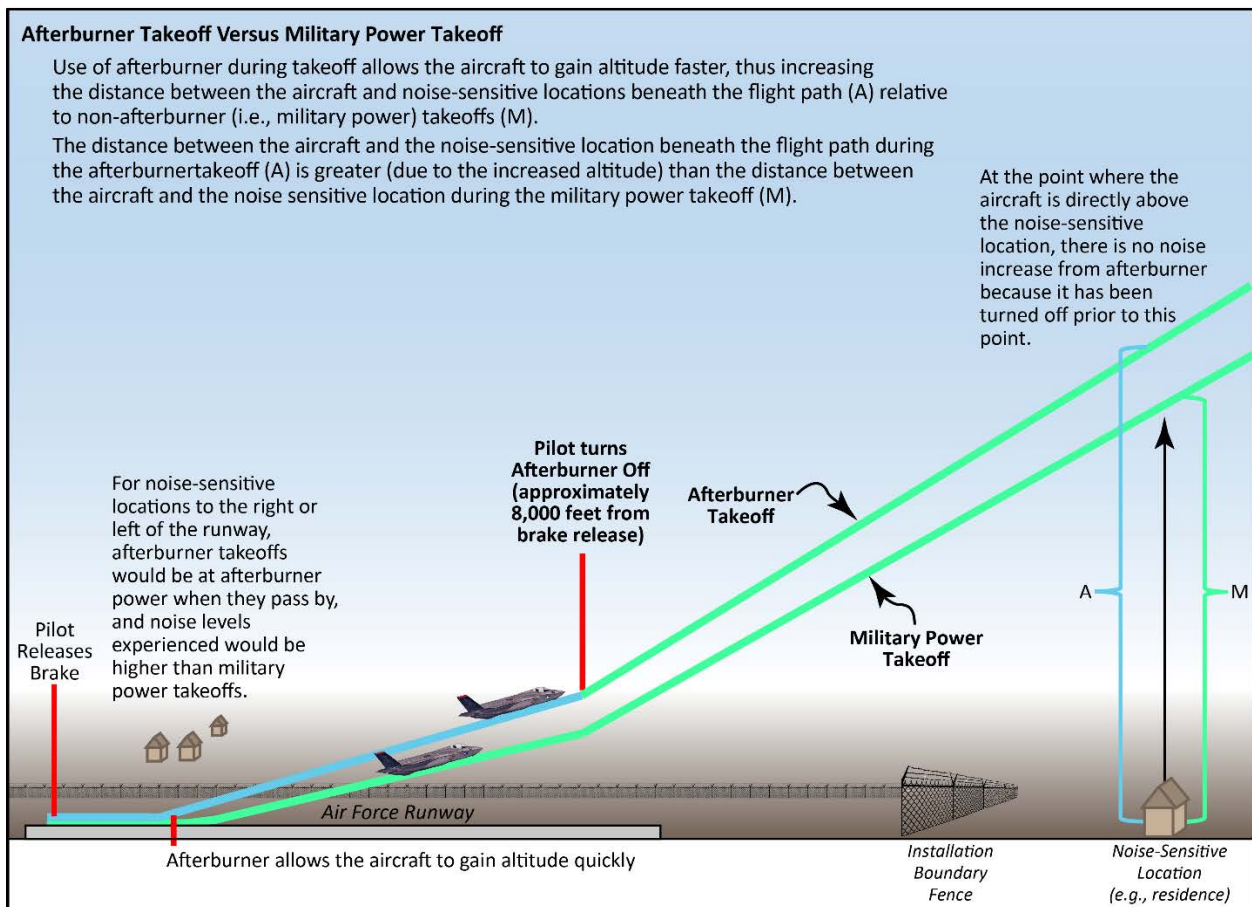 Afterburner Takeoff Versus Military Power Takeoff
Use of afterburner during takeoff allows the aircraft to gain altitude faster, thus increasing
the distance between the aircraft and noise-sensitive locations beneath the flight path (A) relative
to non-afterburner (i.e., military power) takeoffs (M).
The distance between the aircraft and the noise-sensitive location beneath the flight path during
the afterburnertakeoff (A) is greater (due to the increased altitude) than the distance between
the aircraft and the noise sensitive location during the military power takeoff (M).
At the point where the
aircraft is directly above
the noise-sensitive
location, there is no noise
increase from afterburner
because it has been
turned off prior to this
point.
Pilot turns
Afterburner Off
(approximately
8,000 feet from
brake release)
For noise-sensitive
locations to the right or
left of the runway,
afterburner takeoffs
would be at afterburner
power when they pass by,
and noise levels
experienced would be
higher than military
power takeoffs.
Pilot
Releases
Brake
Afterburner
Takeoff
Military Power
Takeoff
A
M
Air Force Runway
Afterburner allows the aircraft to gain altitude quickly
Installation
Boundary
Fence
Noise-Sensitive
Location
(e.g., residence)